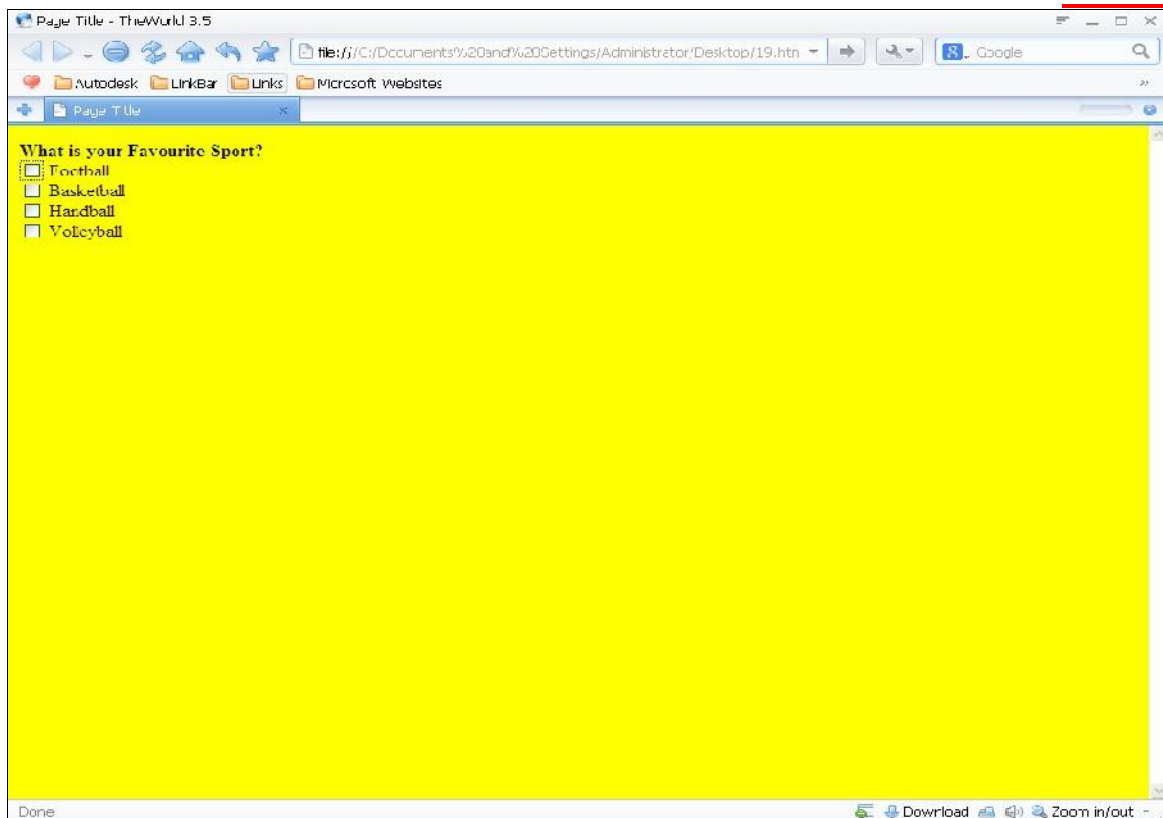 Page Title - TheWorld 3.5
file:///C:/Documents%20and%20Settings/Administrator/Desktop/19.htm
Google
Autodesk LinkBar Links Microsoft Websites
»
Page Title
What is your Favourite Sport?
Football
Basketball
Handball
Volleyball
Done
Download
Zoom in/out